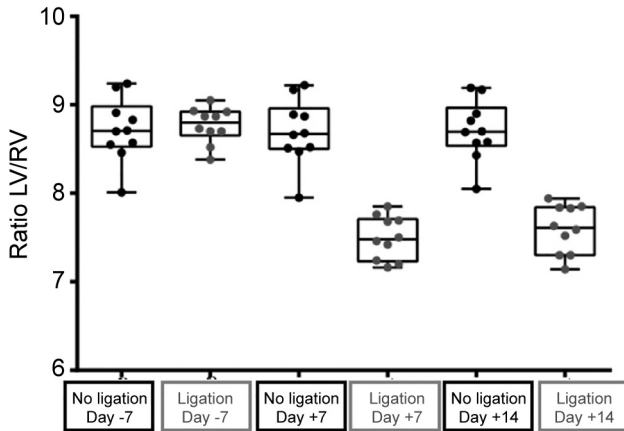 10
9
8
7
6
Ratio LV/RV
No ligation
Day -7
Ligation
Day -7
No ligation
Day +7
Ligation
Day +7
No ligation
Day +14
Ligation
Day +14